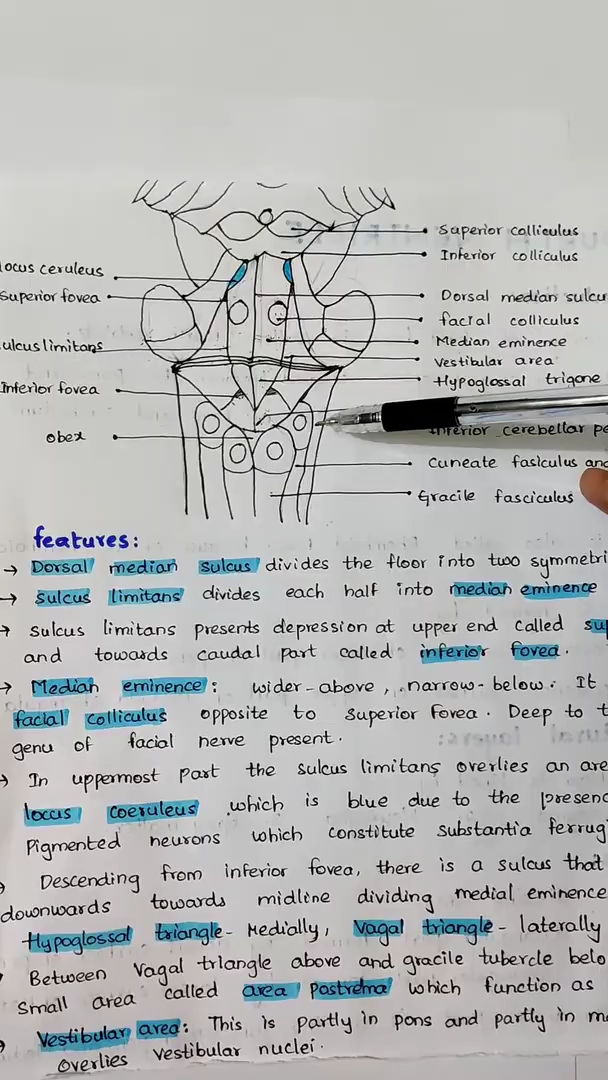 Superior colliculus
Inferior colliculus
locus ceruleus
Superior fovea
Dorsal median sulcu
facial colliculus
ulcus limitans
Median eminence
Vestibular area
Hypoglossal trigone
Inferior fovea
Inferior cerebellar pe
obex
Cuneate fasiculus and
Gracile fasciculus
features:
→ Dorsal median sulcus divides the floor into two symmetri
→ sulcus limitans divides each half into median eminence
→ sulcus limitans presents depression at upper end called sup
and towards caudal part called inferior fovea.
→ Median eminence: wider-above, narrow-below. It
facial colliculus opposite to superior fovea. Deep to t
genu of facial nerve present.
→ In uppermost part the sulcus limitans overlies an are
locus coeruleus which is blue due to the presenc
Pigmented neurons which constitute substantia ferrugi
Descending from inferior fovea, there is a sulcus that
downwards towards midline dividing medial eminence
Hypoglossal triangle - Medially, Vagal triangle - laterally
Between Vagal triangle above and gracile tubercle belo
Small area called area postrema which function as
→ Vestibular area: This is partly in pons and partly in m
Overlies vestibular nuclei.